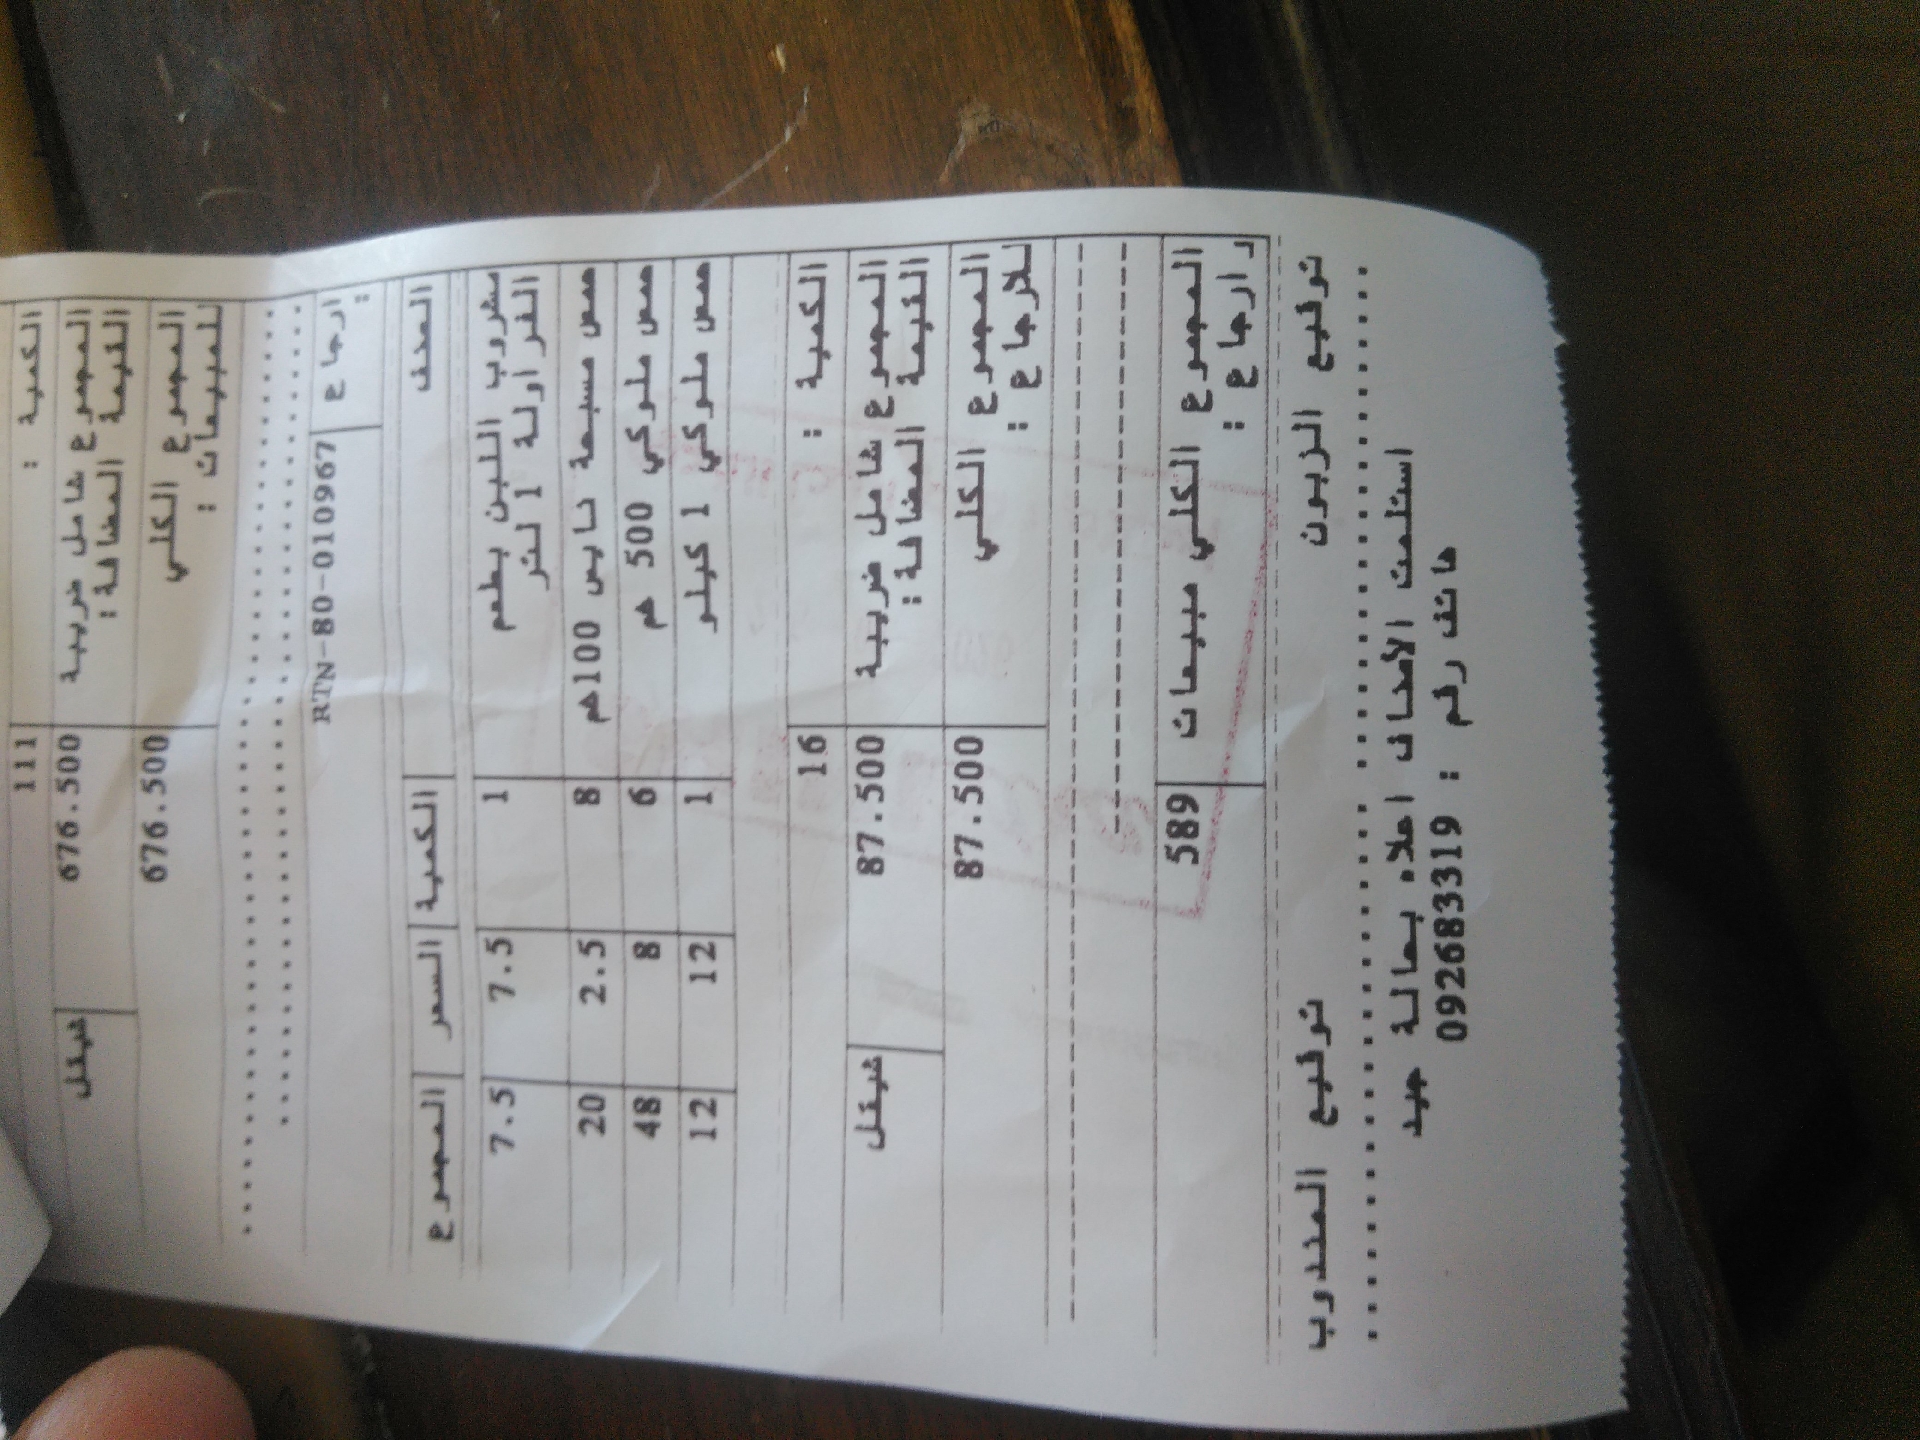 الكمية : 111
المجموع شامل ضريبة 676.500 شيقل
القيمة المضافة :
المجموع الكلي 676.500
للمبيعات :
ارجاع RTN-80-010967
:
الصنف الكمية السعر المجموع
مشروب اللبن بطعم 1 7.5 7.5
الفراولة 1 لتر
حمص مسبحة نايس 100غم 8 2.5 20
حمص ملوكي 500 غم 6 8 48
حمص ملوكي 1 كيلو 1 12 12
الكمية : 16
المجموع شامل ضريبة 87.500 شيقل
القيمة المضافة :
المجموع الكلي 87.500
للارجاع :
المجموع الكلي مبيعات 589
د ارجاع :
توقيع الزبون توقيع المندوب
استلمت الأصناف اعلاه بحالة جيد
هاتف رقم : 092683319